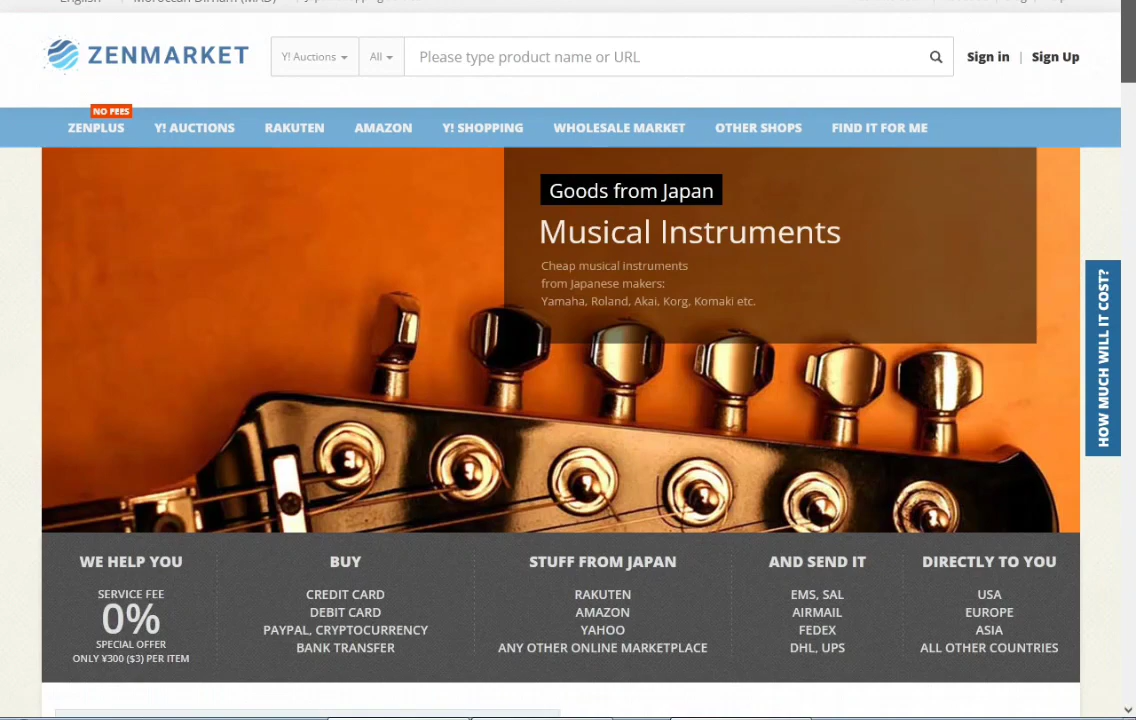 English Moroccan Dirham (MAD)
ZENMARKET
Y! Auctions
All
Please type product name or URL
Sign in | Sign Up
NO FEES
ZENPLUS Y! AUCTIONS RAKUTEN AMAZON Y! SHOPPING WHOLESALE MARKET OTHER SHOPS FIND IT FOR ME
Goods from Japan
Musical Instruments
Cheap musical instruments
from Japanese makers:
Yamaha, Roland, Akai, Korg, Komaki etc.
HOW MUCH WILL IT COST?
WE HELP YOU
SERVICE FEE
0%
SPECIAL OFFER
ONLY ¥300 ($3) PER ITEM
BUY
CREDIT CARD
DEBIT CARD
PAYPAL, CRYPTOCURRENCY
BANK TRANSFER
STUFF FROM JAPAN
RAKUTEN
AMAZON
YAHOO
ANY OTHER ONLINE MARKETPLACE
AND SEND IT
EMS, SAL
AIRMAIL
FEDEX
DHL, UPS
DIRECTLY TO YOU
USA
EUROPE
ASIA
ALL OTHER COUNTRIES